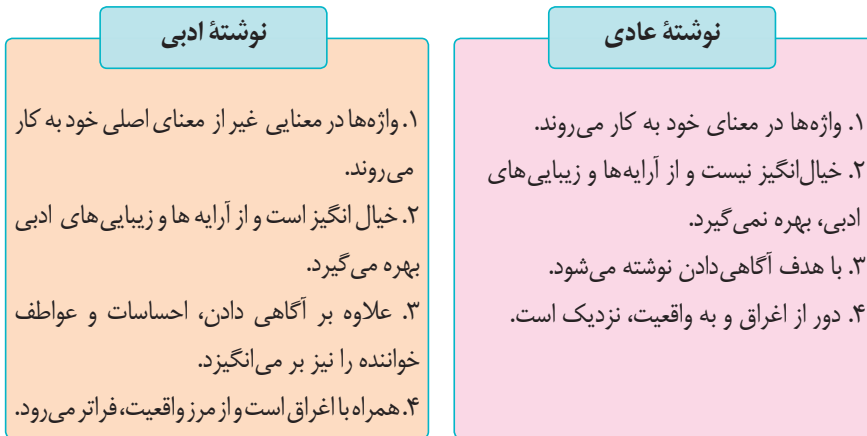 نوشتهٔ عادی
۱. واژه‌ها در معنای خود به کار می‌روند.
۲. خیال‌انگیز نیست و از آرایه‌ها و زیبایی‌های
ادبی، بهره نمی‌گیرد.
۳. با هدف آگاهی‌دادن نوشته می‌شود.
۴. دور از اغراق و به واقعیت، نزدیک است.
نوشتهٔ ادبی
۱. واژه‌ها در معنایی غیر از معنای اصلی خود به کار
می‌روند.
۲. خیال انگیز است و از آرایه ها و زیبایی‌های ادبی
بهره می‌گیرد.
۳. علاوه بر آگاهی دادن، احساسات و عواطف
خواننده را نیز بر می‌انگیزد.
۴. همراه با اغراق است و از مرز واقعیت، فراتر می‌رود.